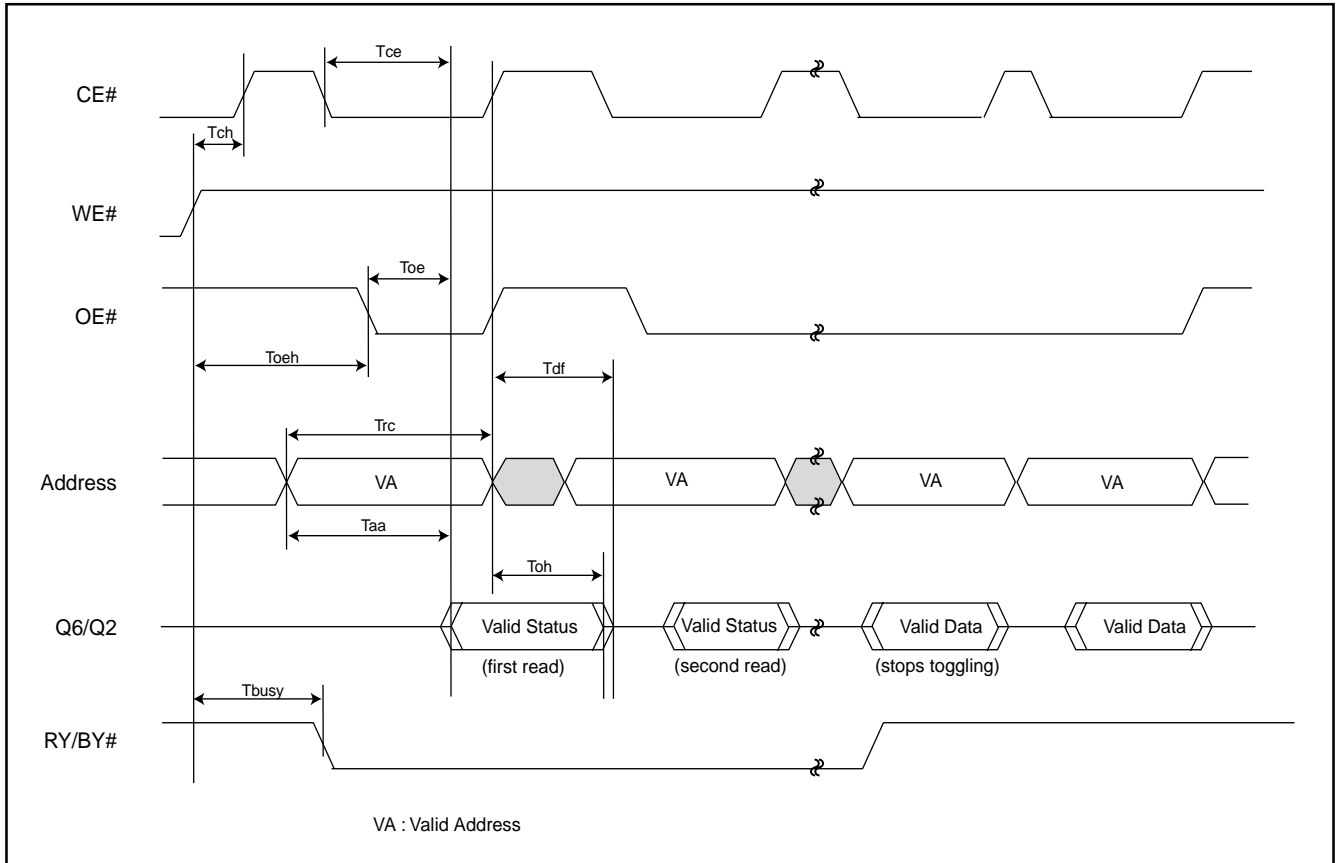 Tce
CE#
Tch
WE#
Toe
OE#
Toeh
Tdf
Trc
Address
VA
VA
VA
VA
Taa
Toh
Q6/Q2
Valid Status
Valid Status
Valid Data
Valid Data
(first read)
(second read)
(stops toggling)
Tbusy
RY/BY#
VA : Valid Address